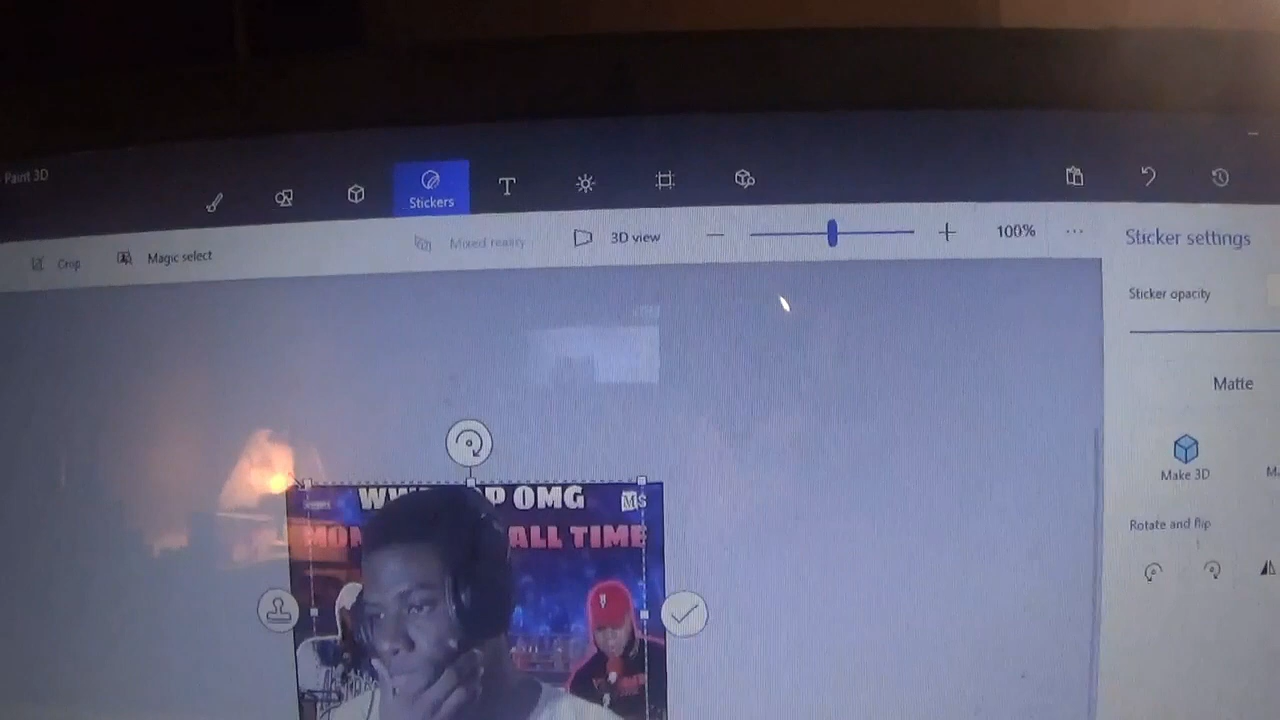 Paint 3D
Stickers
Crop
Magic select
Mixed reality
3D view
100%
Sticker settings
Sticker opacity
Matte
Make 3D
Rotate and flip
OMG
M$
ALL TIME